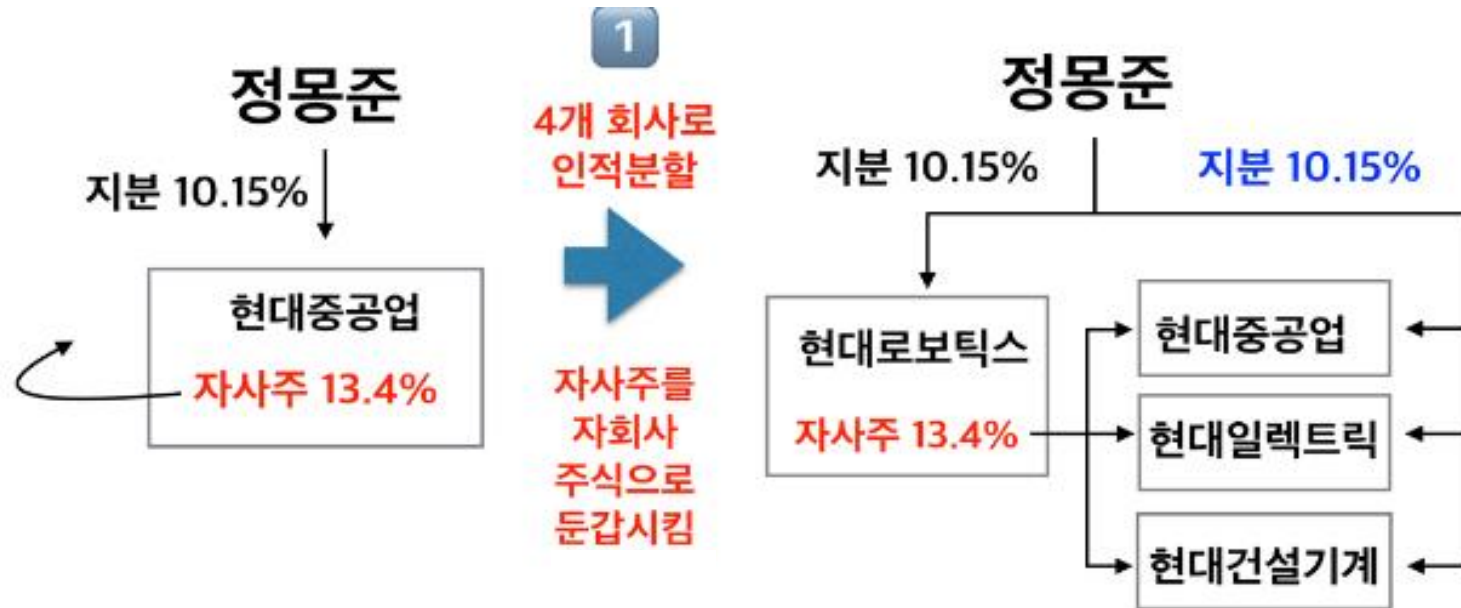 정몽준
지분 10.15%
현대중공업
자사주 13.4%
1
4개 회사로
인적분할
자사주를
자회사
주식으로
둔갑시킴
정몽준
지분 10.15%
지분 10.15%
현대로보틱스
자사주 13.4%
현대중공업
현대일렉트릭
현대건설기계